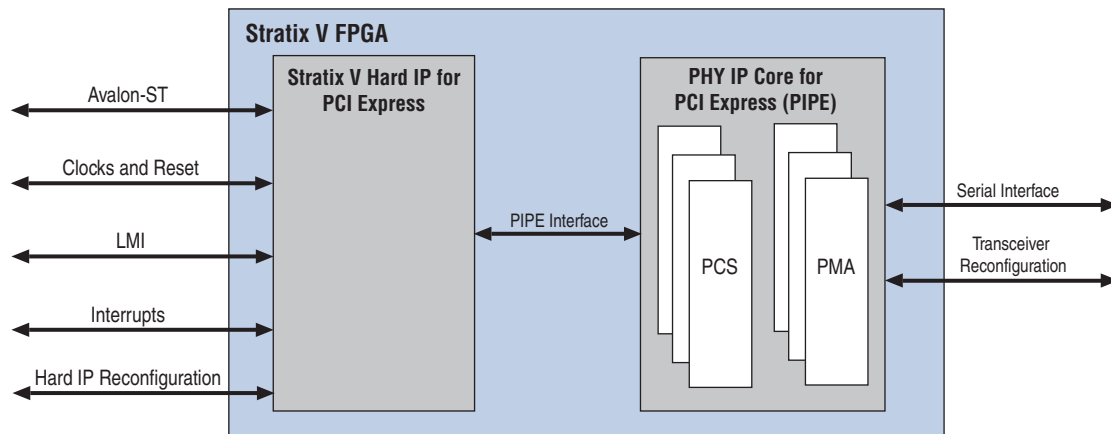 Stratix V FPGA
Stratix V Hard IP for
PCI Express
PHY IP Core for
PCI Express (PIPE)
Avalon-ST
Clocks and Reset
LMI
Interrupts
Hard IP Reconfiguration
PIPE Interface
PCS
PMA
Serial Interface
Transceiver
Reconfiguration